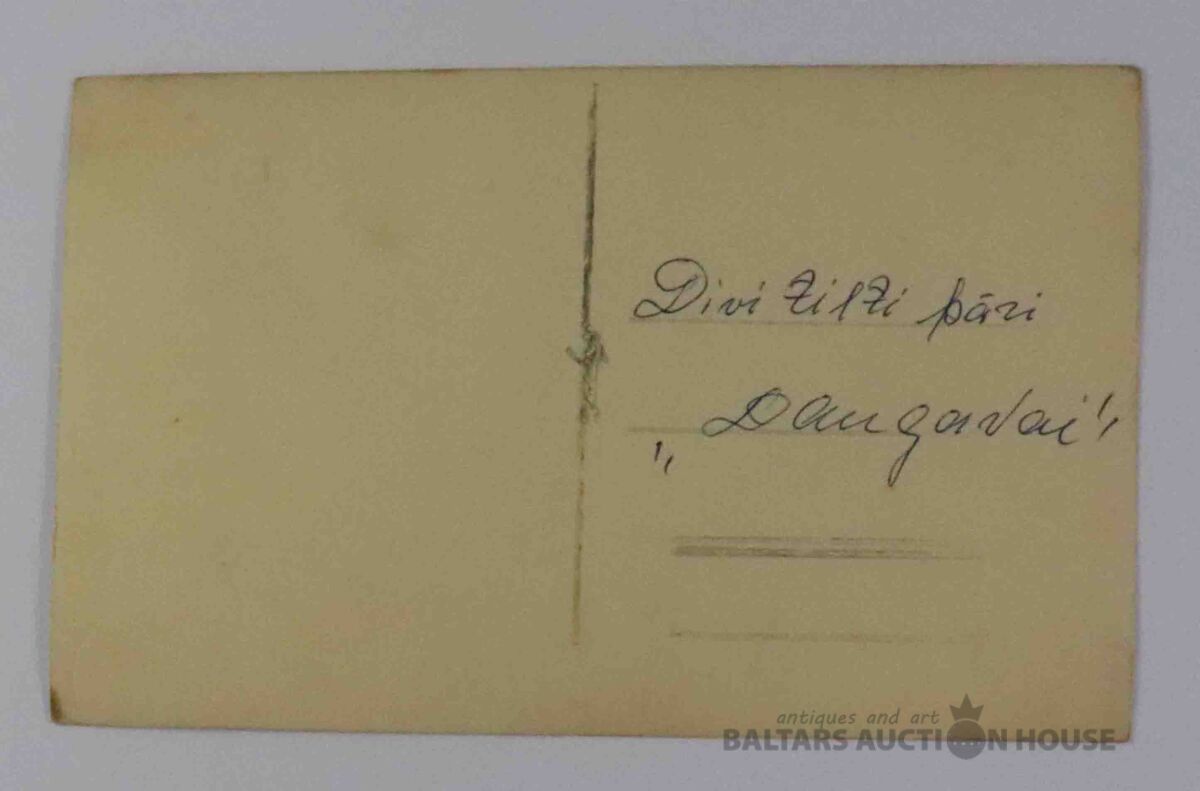 Divi tilti pāri
„Daugavai"
antiques and art
BALTARS AUCTION HOUSE